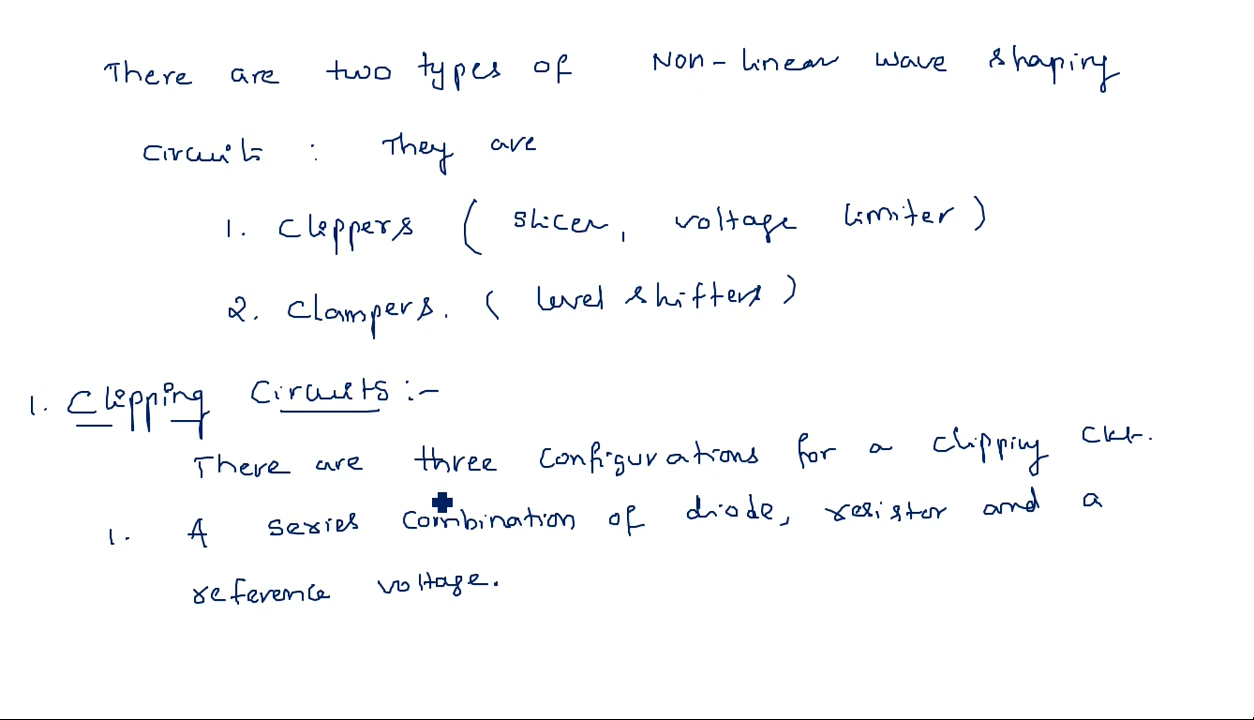 There are two types of Non-linear wave shaping
circuits : They are
1. Clippers ( Slicer, voltage limiter )
2. Clampers. ( level shifters )
1. Clipping Circuits :-
There are three configurations for a clipping ckt.
1. A series combination of diode, resistor and a
reference voltage.